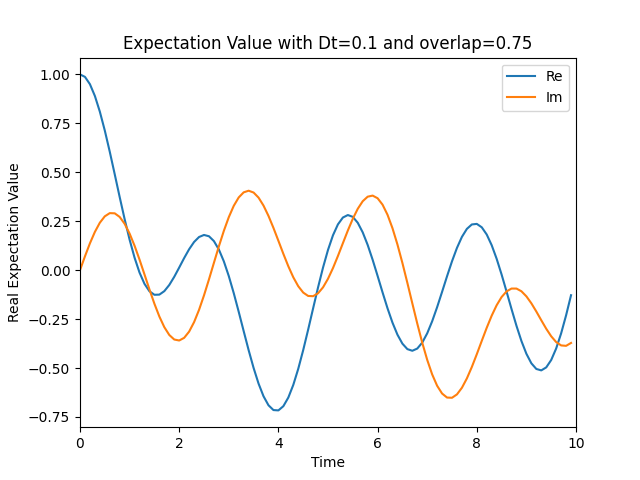 Expectation Value with Dt=0.1 and overlap=0.75
Re
Im
Real Expectation Value
1.00
0.75
0.50
0.25
0.00
−0.25
−0.50
−0.75
0
2
4
6
8
10
Time